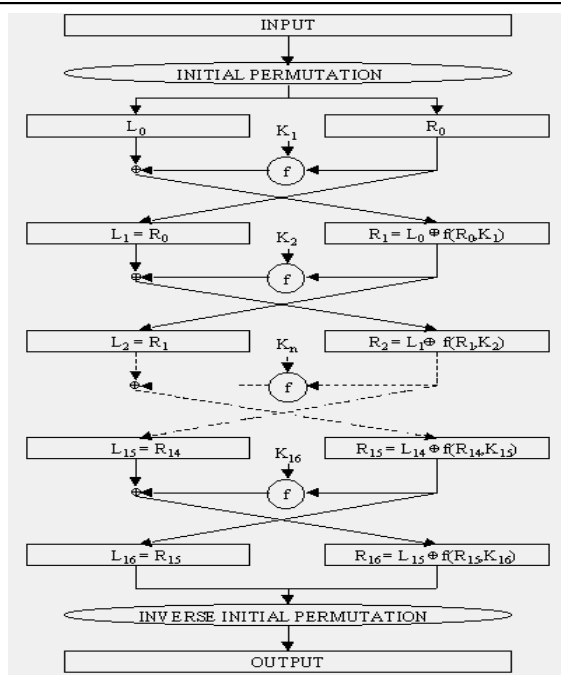 INPUT
INITIAL PERMUTATION
L0 K1 R0
⊕ f
L1 = R0 K2 R1 = L0 ⊕ f(R0,K1)
⊕ f
L2 = R1 Kn R2 = L1 ⊕ f(R1,K2)
⊕ f
L15 = R14 K16 R15 = L14 ⊕ f(R14,K15)
⊕ f
L16 = R15 R16 = L15 ⊕ f(R15,K16)
INVERSE INITIAL PERMUTATION
OUTPUT